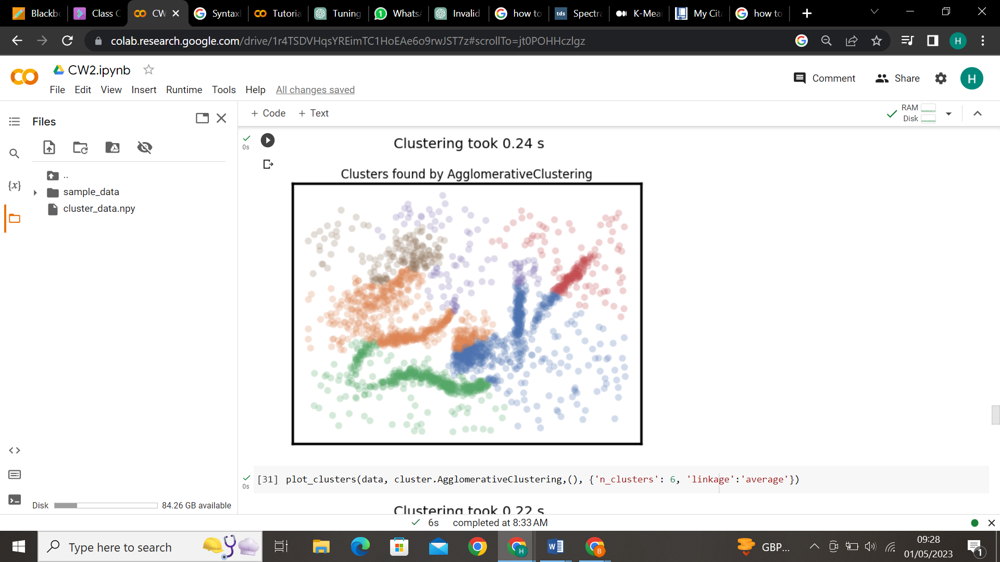 Blackb
Class C
CW
Syntax
Tutoria
Tuning
Whats
Invalid
how to
tds
Spectra
K-Mea
My Cit
how to
colab.research.google.com/drive/1r4TSDVHqsYREimTC1HoEAe6o9rwJST7z#scrollTo=jt0POHHczlgz
H
CW2.ipynb
File Edit View Insert Runtime Tools Help All changes saved
Comment
Share
H
Files
+ Code + Text
RAM
Disk
..
sample_data
cluster_data.npy
{x}
0s
Clustering took 0.24 s
Clusters found by AgglomerativeClustering
[31] plot_clusters(data, cluster.AgglomerativeClustering,(), {'n_clusters': 6, 'linkage':'average'})
0s
Clustering took 0.22 s
Disk
84.26 GB available
6s completed at 8:33 AM
Type here to search
GBP...
09:28
01/05/2023
1